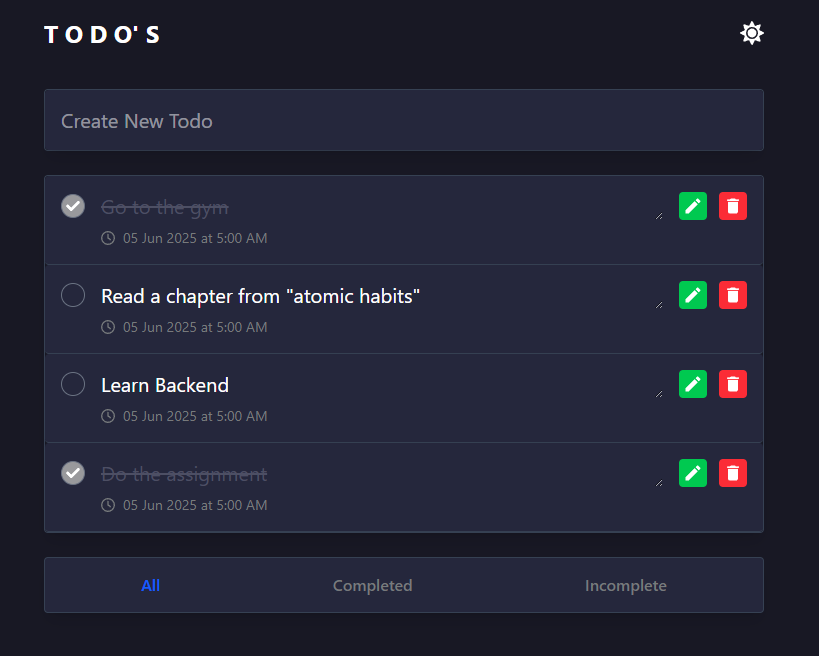 TODO'S
Create New Todo
Go to the gym
05 Jun 2025 at 5:00 AM
Read a chapter from "atomic habits"
05 Jun 2025 at 5:00 AM
Learn Backend
05 Jun 2025 at 5:00 AM
Do the assignment
05 Jun 2025 at 5:00 AM
All Completed Incomplete